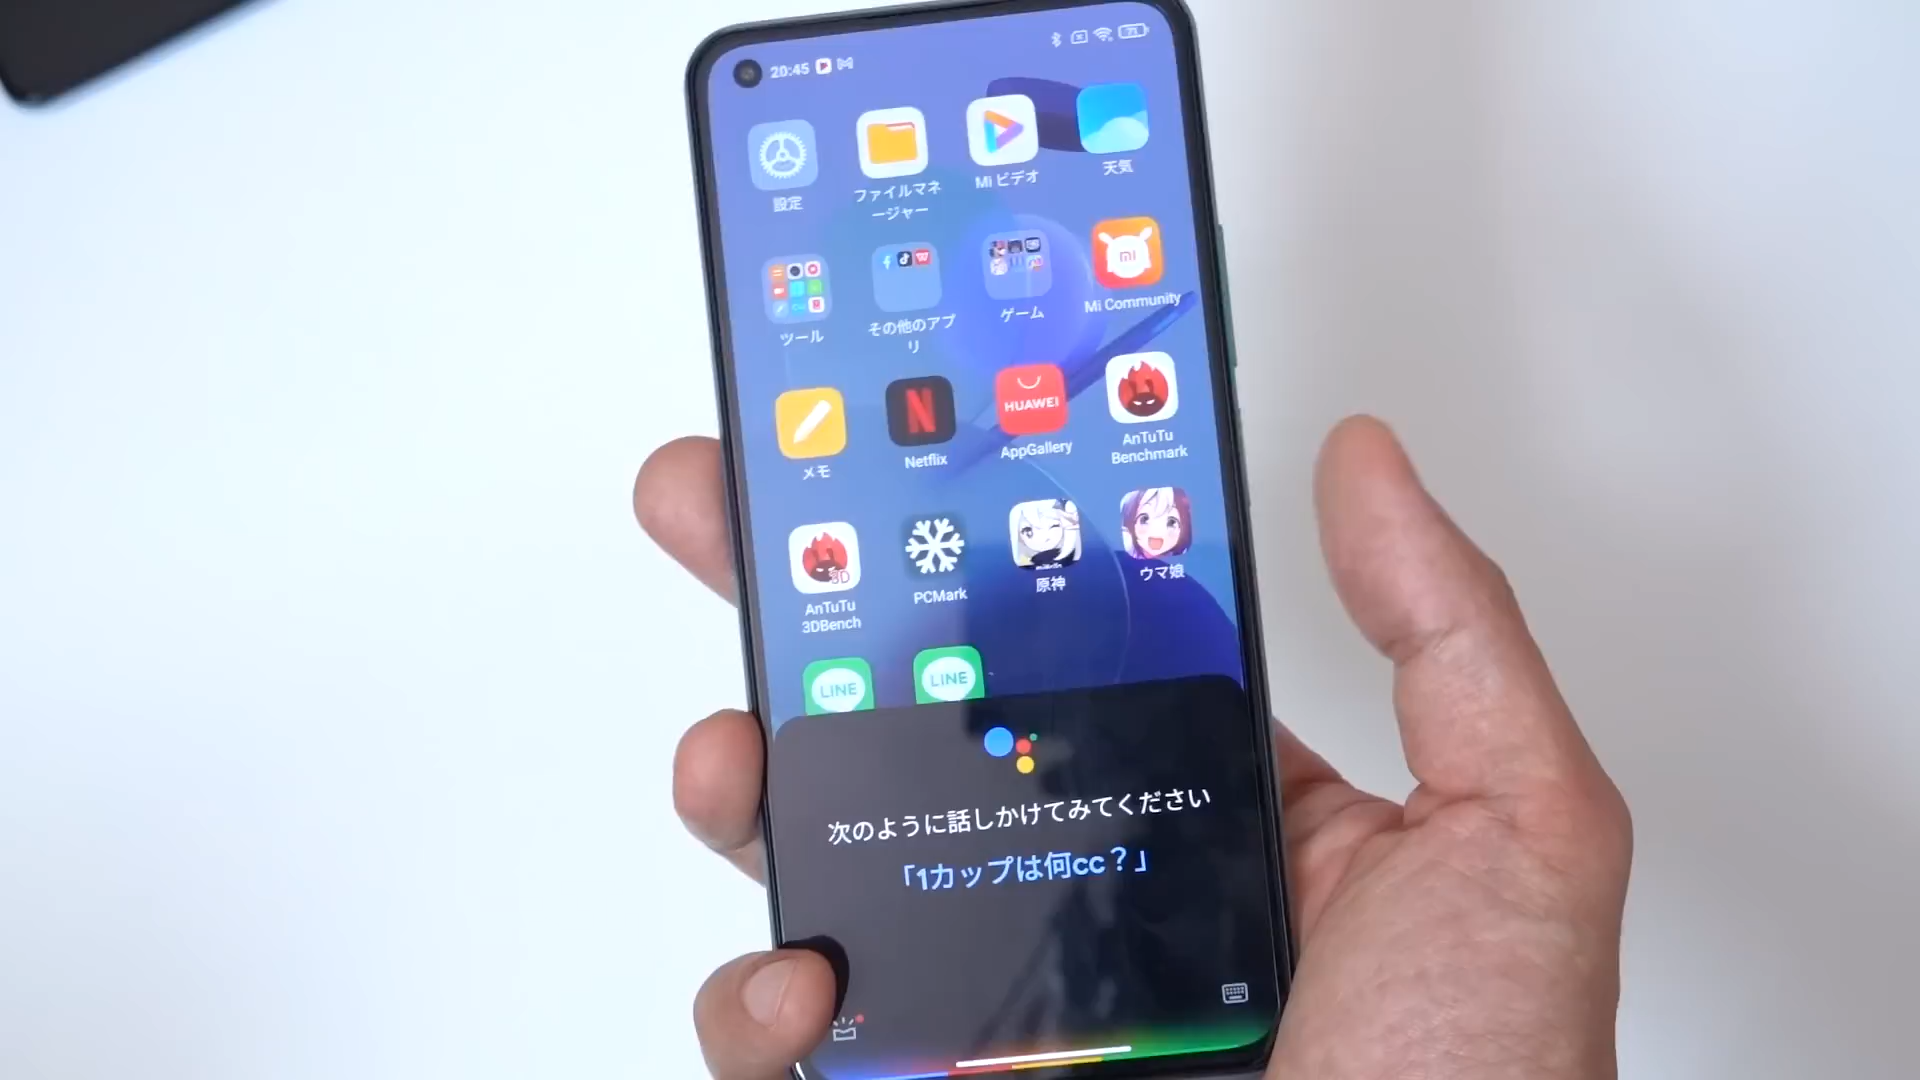 20:45
設定
ファイルマネ
ージャー
Mi ビデオ
天気
ツール
その他のアプ
リ
ゲーム
mi
Mi Community
メモ
N
Netflix
HUAWEI
AppGallery
AnTuTu
Benchmark
3D
AnTuTu
3DBench
PCMark
原神
ウマ娘
LINE
LINE
次のように話しかけてみてください
「1カップは何cc？」